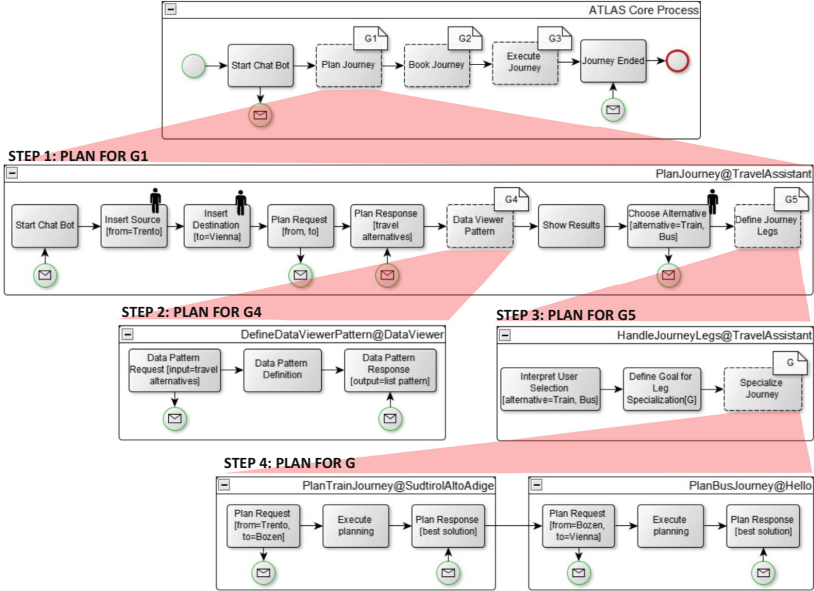 ATLAS Core Process
G1
G2
G3
Start Chat Bot
Plan Journey
Book Journey
Execute
Journey
Journey Ended
STEP 1: PLAN FOR G1
PlanJourney@TravelAssistant
G4
G5
Start Chat Bot
Insert Source
[from=Trento]
Insert
Destination
[to=Vienna]
Plan Request
[from, to]
Plan Response
[travel
alternatives]
Data Viewer
Pattern
Show Results
Choose Alternative
[alternative=Train,
Bus]
Define Journey
Legs
STEP 2: PLAN FOR G4
DefineDataViewerPattern@DataViewer
Data Pattern
Request [input=travel
alternatives]
Data Pattern
Definition
Data Pattern
Response
[output=list pattern]
STEP 3: PLAN FOR G5
HandleJourneyLegs@TravelAssistant
G
Interpret User
Selection
[alternative=Train, Bus]
Define Goal for
Leg
Specialization[G]
Specialize
Journey
STEP 4: PLAN FOR G
PlanTrainJourney@SudtirolAltoAdige
Plan Request
[from=Trento,
to=Bozen]
Execute
planning
Plan Response
[best solution]
PlanBusJourney@Hello
Plan Request
[from=Bozen,
to=Vienna]
Execute
planning
Plan Response
[best solution]